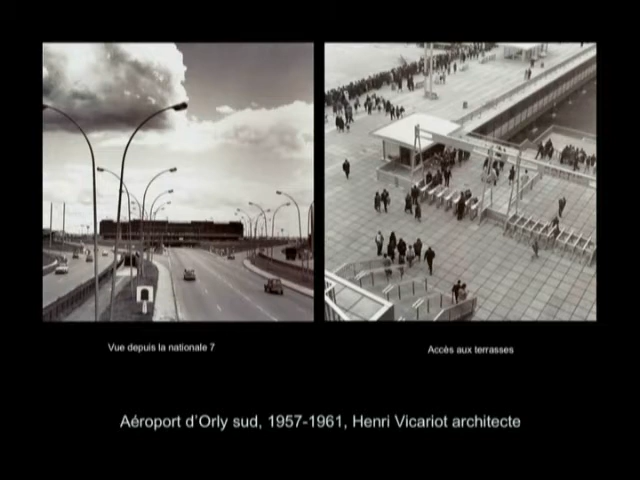 Vue depuis la nationale 7
Accès aux terrasses
Aéroport d'Orly sud, 1957-1961, Henri Vicariot architecte